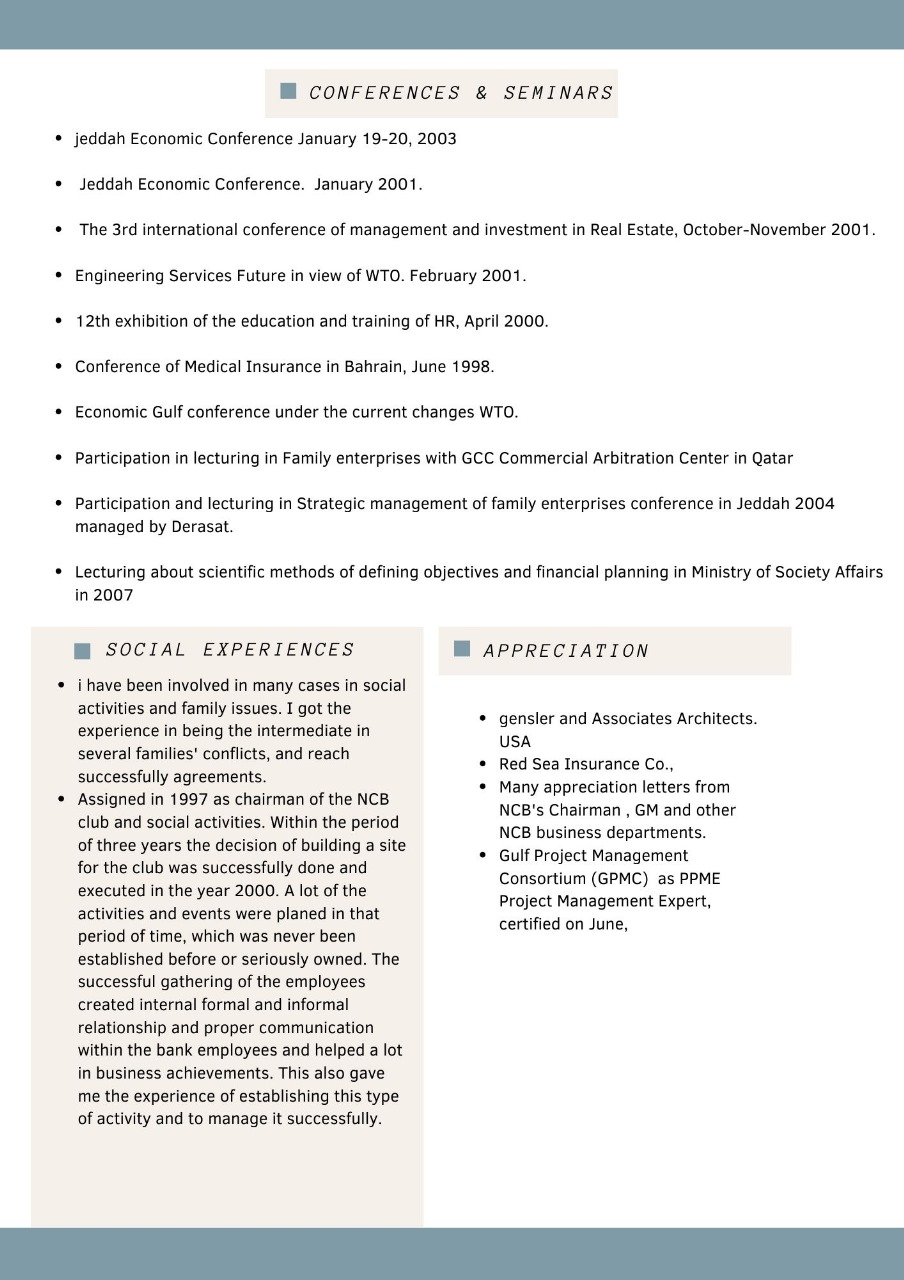 CONFERENCES & SEMINARS
• jeddah Economic Conference January 19-20, 2003
• Jeddah Economic Conference. January 2001.
• The 3rd international conference of management and investment in Real Estate, October-November 2001.
• Engineering Services Future in view of WTO. February 2001.
• 12th exhibition of the education and training of HR, April 2000.
• Conference of Medical Insurance in Bahrain, June 1998.
• Economic Gulf conference under the current changes WTO.
• Participation in lecturing in Family enterprises with GCC Commercial Arbitration Center in Qatar
• Participation and lecturing in Strategic management of family enterprises conference in Jeddah 2004
managed by Derasat.
• Lecturing about scientific methods of defining objectives and financial planning in Ministry of Society Affairs
in 2007
SOCIAL EXPERIENCES
• i have been involved in many cases in social
activities and family issues. I got the
experience in being the intermediate in
several families' conflicts, and reach
successfully agreements.
• Assigned in 1997 as chairman of the NCB
club and social activities. Within the period
of three years the decision of building a site
for the club was successfully done and
executed in the year 2000. A lot of the
activities and events were planed in that
period of time, which was never been
established before or seriously owned. The
successful gathering of the employees
created internal formal and informal
relationship and proper communication
within the bank employees and helped a lot
in business achievements. This also gave
me the experience of establishing this type
of activity and to manage it successfully.
APPRECIATION
• gensler and Associates Architects.
USA
• Red Sea Insurance Co.,
• Many appreciation letters from
NCB's Chairman , GM and other
NCB business departments.
• Gulf Project Management
Consortium (GPMC) as PPME
Project Management Expert,
certified on June,